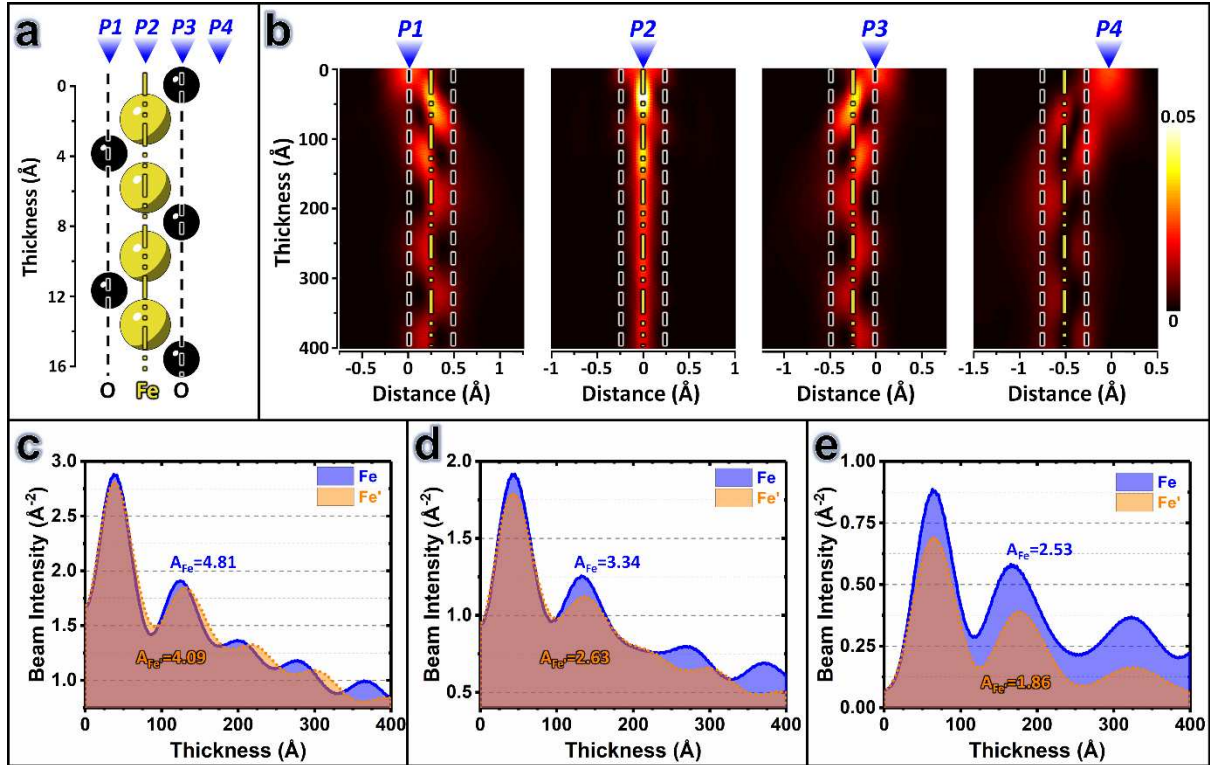 a
P1 P2 P3 P4
Thickness (Å)
0
4
8
12
16
O Fe O
b
P1 P2 P3 P4
Thickness (Å)
0
100
200
300
400
-0.5 0 0.5 1
-1 -0.5 0 0.5 1
-1 -0.5 0 0.5
-1.5 -1 -0.5 0 0.5
Distance (Å) Distance (Å) Distance (Å) Distance (Å)
0.05
0
c
Beam Intensity (Å⁻²)
3.0
2.5
2.0
1.5
1.0
Fe
Fe'
A_Fe=4.81
A_Fe'=4.09
0 100 200 300 400
Thickness (Å)
d
Beam Intensity (Å⁻²)
2.0
1.5
1.0
0.5
Fe
Fe'
A_Fe=3.34
A_Fe'=2.63
0 100 200 300 400
Thickness (Å)
e
Beam Intensity (Å⁻²)
1.00
0.75
0.50
0.25
0.00
Fe
Fe'
A_Fe=2.53
A_Fe'=1.86
0 100 200 300 400
Thickness (Å)